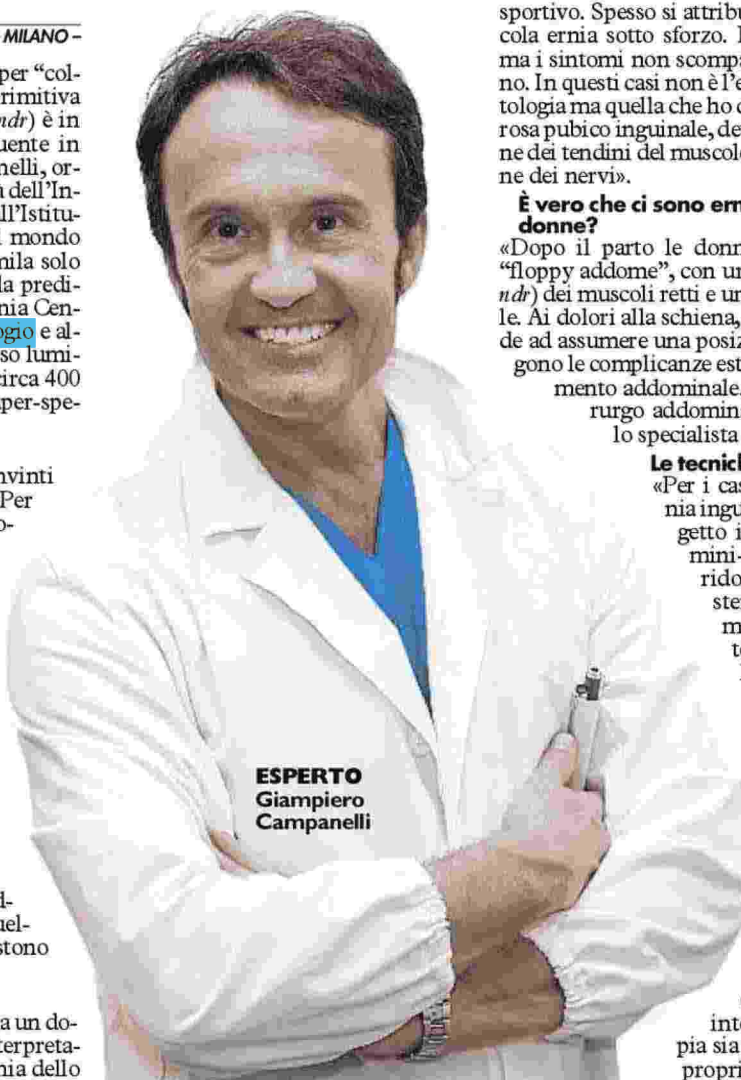 - MILANO -
per “col-
rimitiva
ndr) è in
uente in
nelli, or-
a dell’In-
ll’Istitu-
l mondo
mila solo
la predi-
nia Cen-
ogio e al-
so lumi-
circa 400
per-spe-
nvinti
Per
o-
d-
uel-
stono
a un do-
terpreta-
nia dello
ESPERTO
Giampiero
Campanelli
sportivo. Spesso si attribu
cola ernia sotto sforzo. I
ma i sintomi non scompa
no. In questi casi non è l’e
tologia ma quella che ho d
rosa pubico inguinale, de
ne dei tendini del muscolo
ne dei nervi».
È vero che ci sono ern
donne?
«Dopo il parto le donn
“floppy addome”, con un
ndr) dei muscoli retti e un
le. Ai dolori alla schiena,
de ad assumere una posiz
gono le complicanze est
mento addominale.
rurgo addomin
lo specialista
Le tecnich
«Per i cas
nia ingu
getto i
mini-
rido
ste
m
te
inte
pia sia
propri